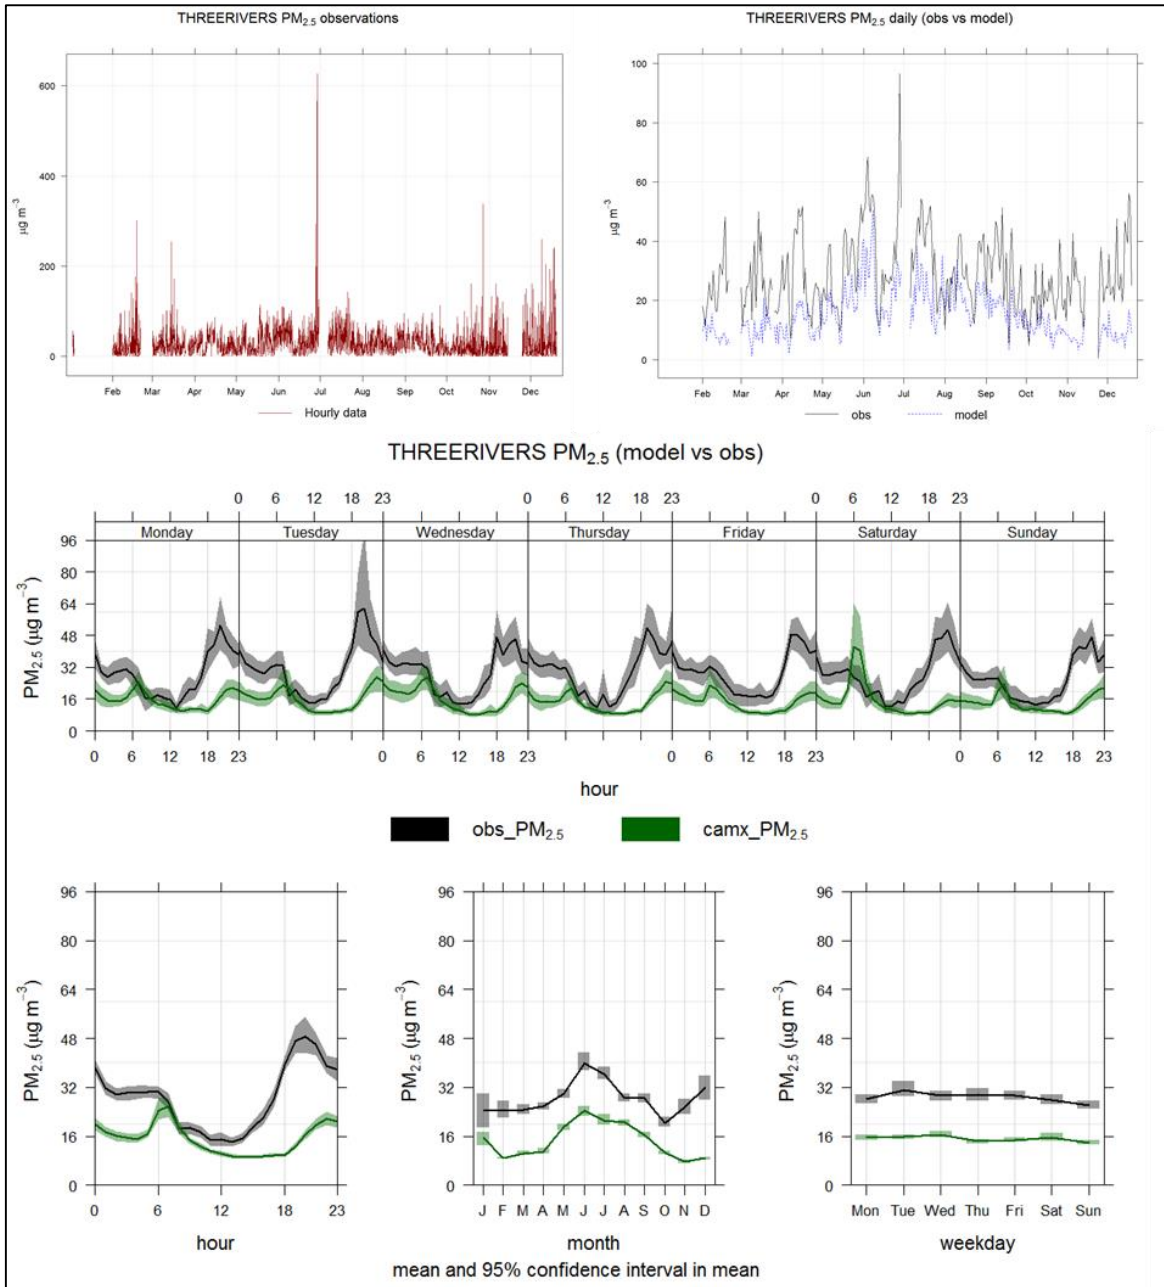 THREERIVERS PM2.5 observations
600
400
200
0
µg m−3
Feb Mar Apr May Jun Jul Aug Sep Oct Nov Dec
Hourly data
THREERIVERS PM2.5 daily (obs vs model)
100
80
60
40
20
0
µg m−3
Feb Mar Apr May Jun Jul Aug Sep Oct Nov Dec
obs model
THREERIVERS PM2.5 (model vs obs)
0 6 12 18 23 0 6 12 18 23 0 6 12 18 23
Monday Tuesday Wednesday Thursday Friday Saturday Sunday
96
80
64
48
32
16
0
PM2.5 (µg m−3)
0 6 12 18 23 0 6 12 18 23 0 6 12 18 23 0 6 12 18 23
hour
obs_PM2.5 camx_PM2.5
96
80
64
48
32
16
0
PM2.5 (µg m−3)
0 6 12 18 23
hour
96
80
64
48
32
16
0
PM2.5 (µg m−3)
J F M A M J J A S O N D
month
96
80
64
48
32
16
0
PM2.5 (µg m−3)
Mon Tue Wed Thu Fri Sat Sun
weekday
mean and 95% confidence interval in mean